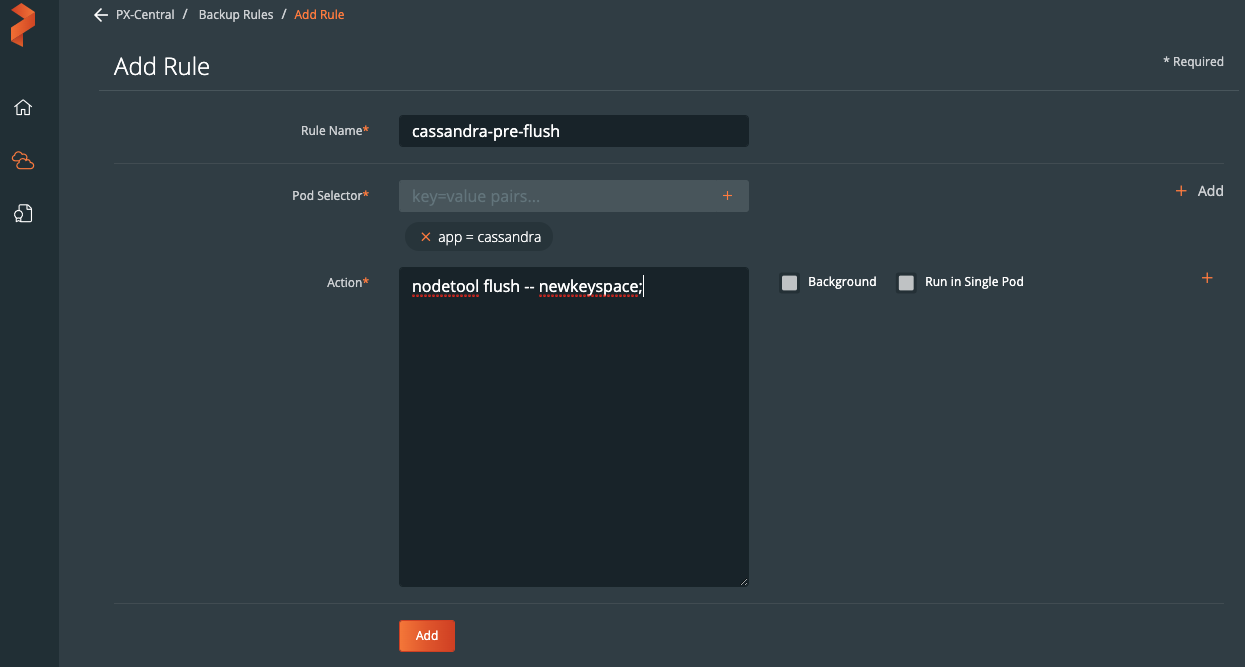 PX-Central / Backup Rules / Add Rule
Add Rule
* Required
Rule Name* cassandra-pre-flush
Pod Selector* key=value pairs... + + Add
× app = cassandra
Action* nodetool flush -- newkeyspace; Background Run in Single Pod +
Add